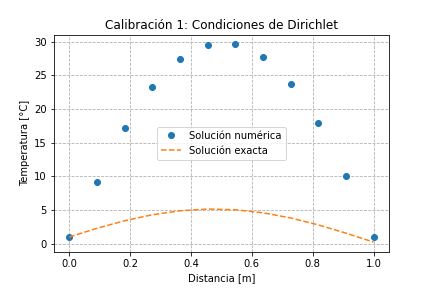 Calibración 1: Condiciones de Dirichlet
30
25
20
15
10
5
0
Temperatura [°C]
Solución numérica
Solución exacta
0.0 0.2 0.4 0.6 0.8 1.0
Distancia [m]